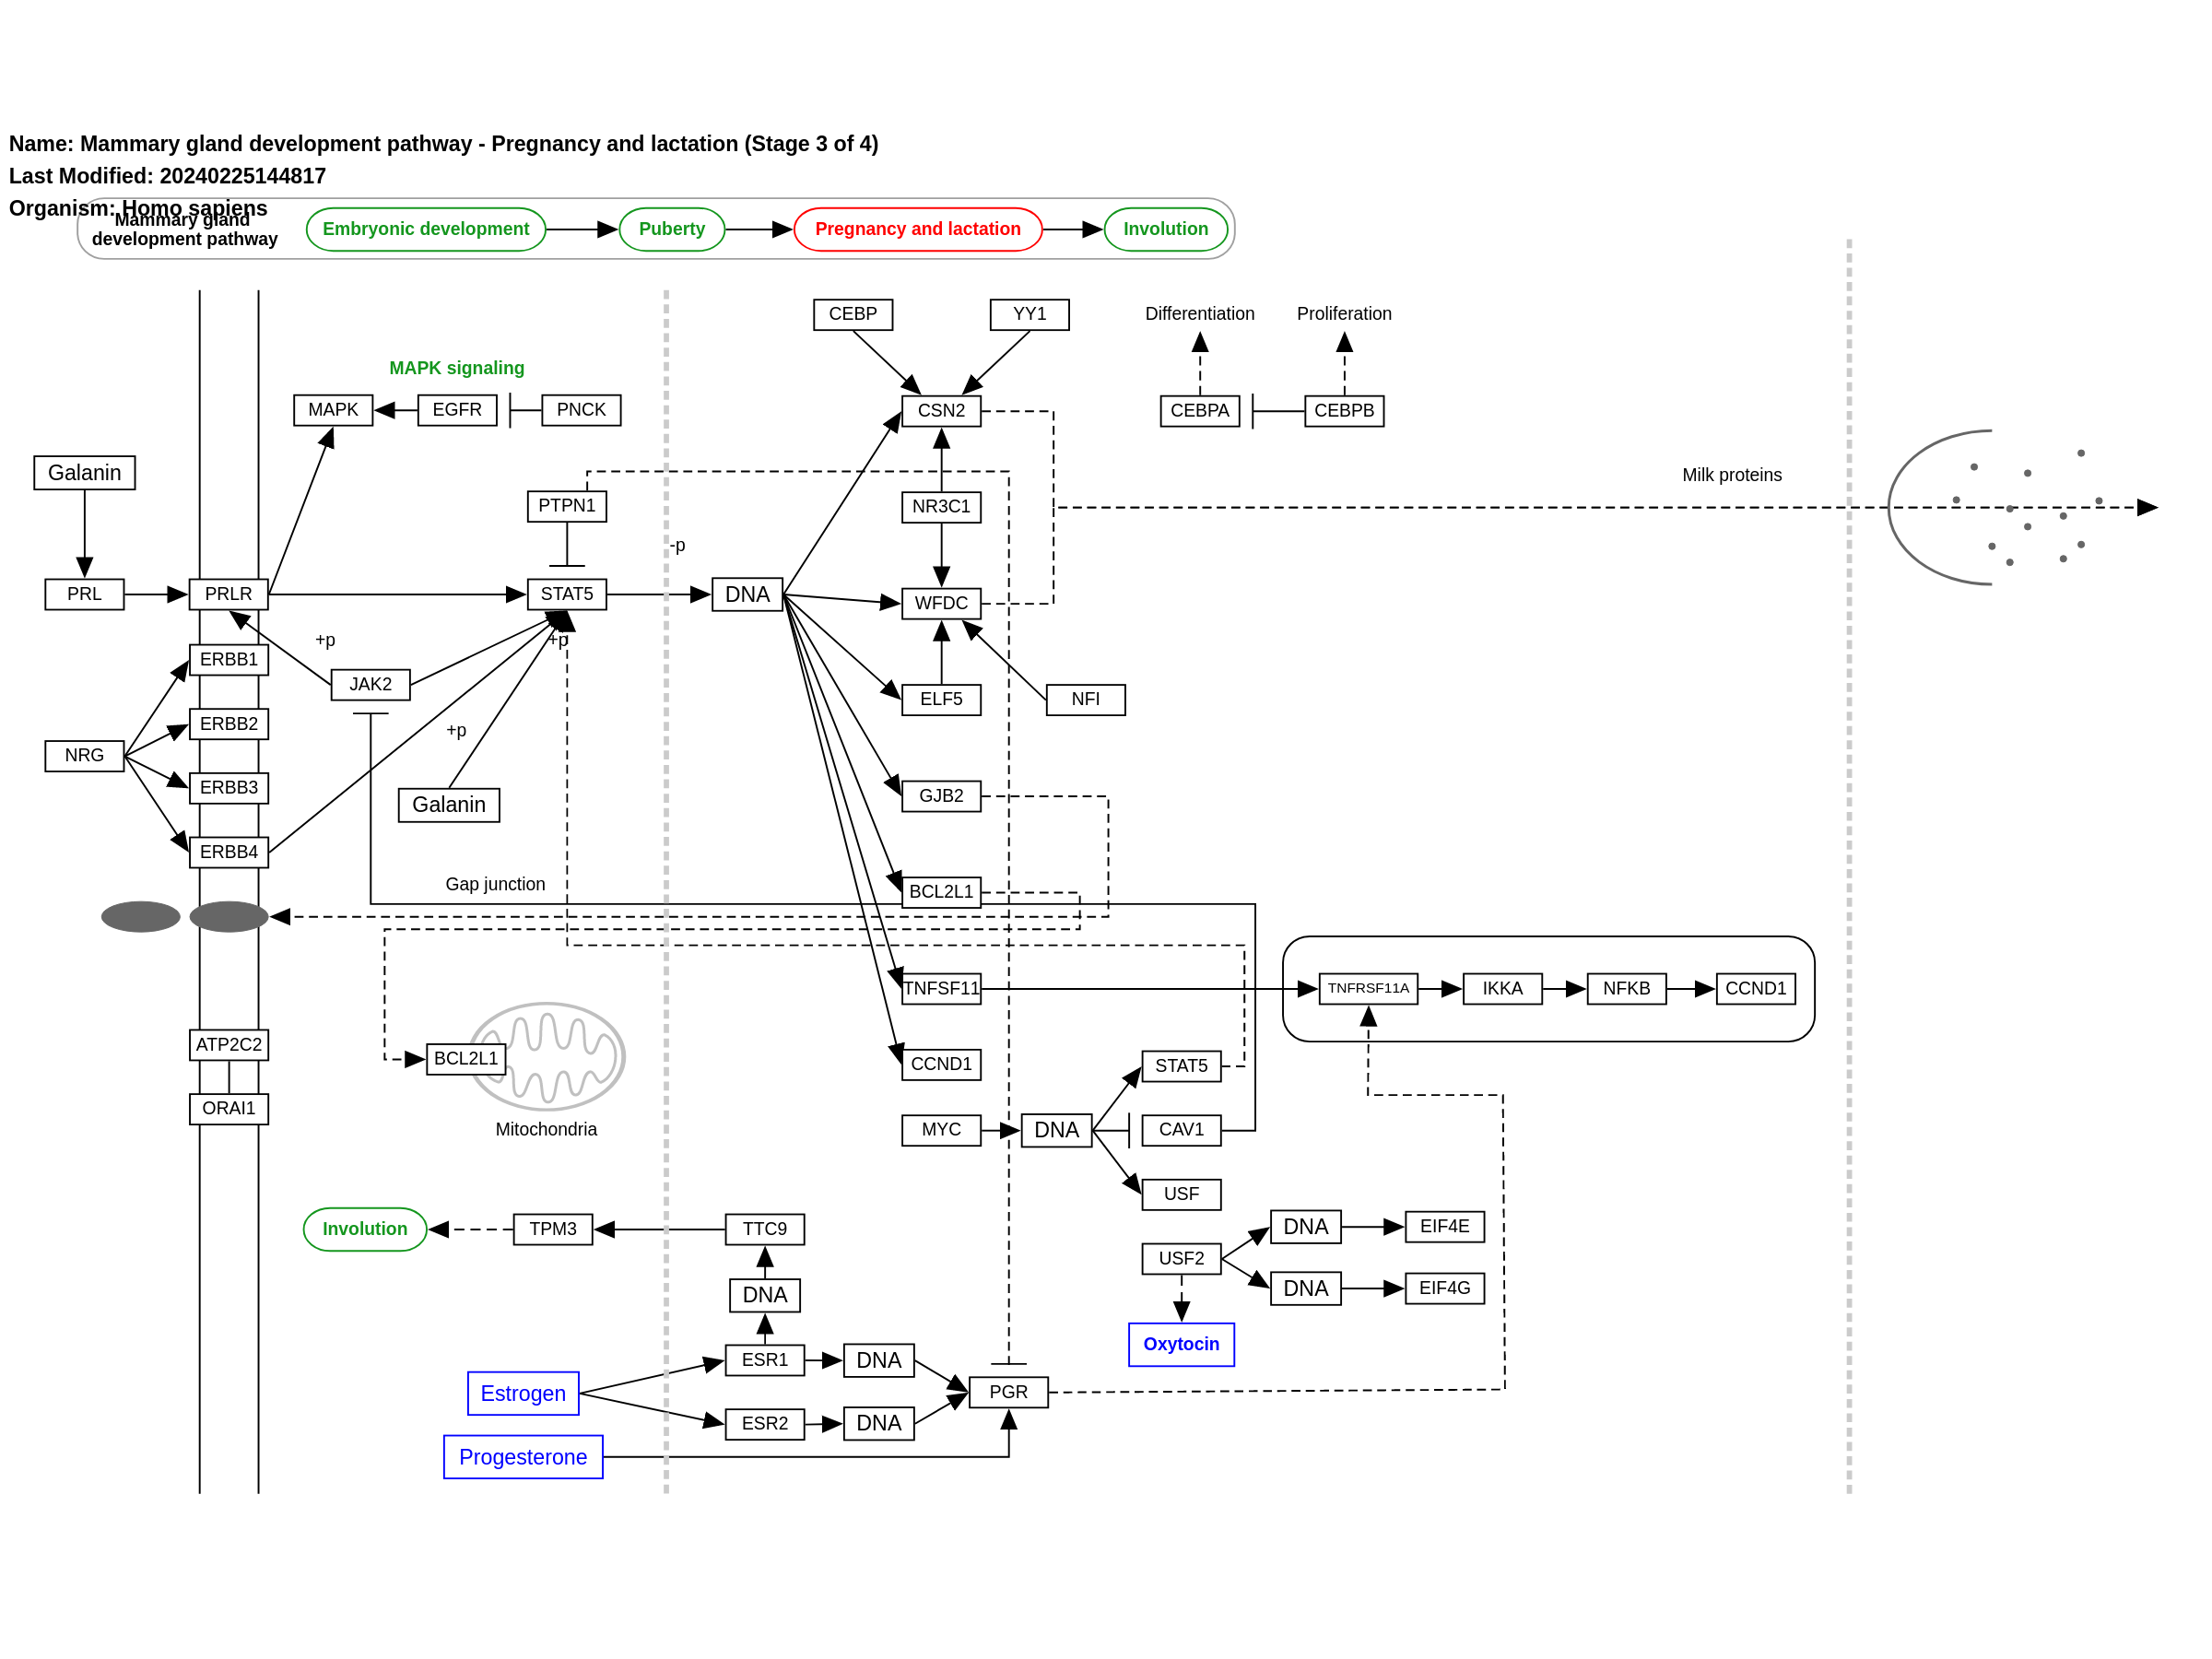 Name: Mammary gland development pathway - Pregnancy and lactation (Stage 3 of 4)
Last Modified: 20240225144817
Organism: Homo sapiens
Mammary gland
development pathway
Embryonic development
Puberty
Pregnancy and lactation
Involution
CEBP
YY1
Differentiation
Proliferation
MAPK signaling
MAPK
EGFR
PNCK
CSN2
CEBPA
CEBPB
Galanin
Milk proteins
PTPN1
NR3C1
-p
PRL
PRLR
STAT5
DNA
WFDC
+p
+p
ERBB1
JAK2
ELF5
NFI
ERBB2
+p
NRG
ERBB3
GJB2
Galanin
ERBB4
Gap junction
BCL2L1
TNFSF11
TNFRSF11A
IKKA
NFKB
CCND1
ATP2C2
BCL2L1
CCND1
STAT5
ORAI1
Mitochondria
MYC
DNA
CAV1
USF
Involution
TPM3
TTC9
DNA
EIF4E
USF2
DNA
DNA
EIF4G
Oxytocin
ESR1
DNA
Estrogen
PGR
ESR2
DNA
Progesterone